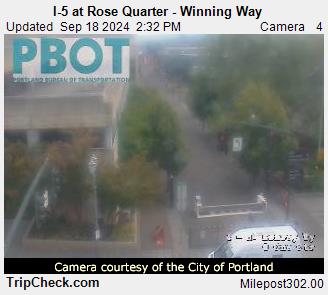 I-5 at Rose Quarter - Winning Way
Updated Sep 18 2024 2:32 PM Camera 4
PBOT
PORTLAND BUREAU OF TRANSPORTATION
Camera courtesy of the City of Portland
TripCheck.com Milepost302.00